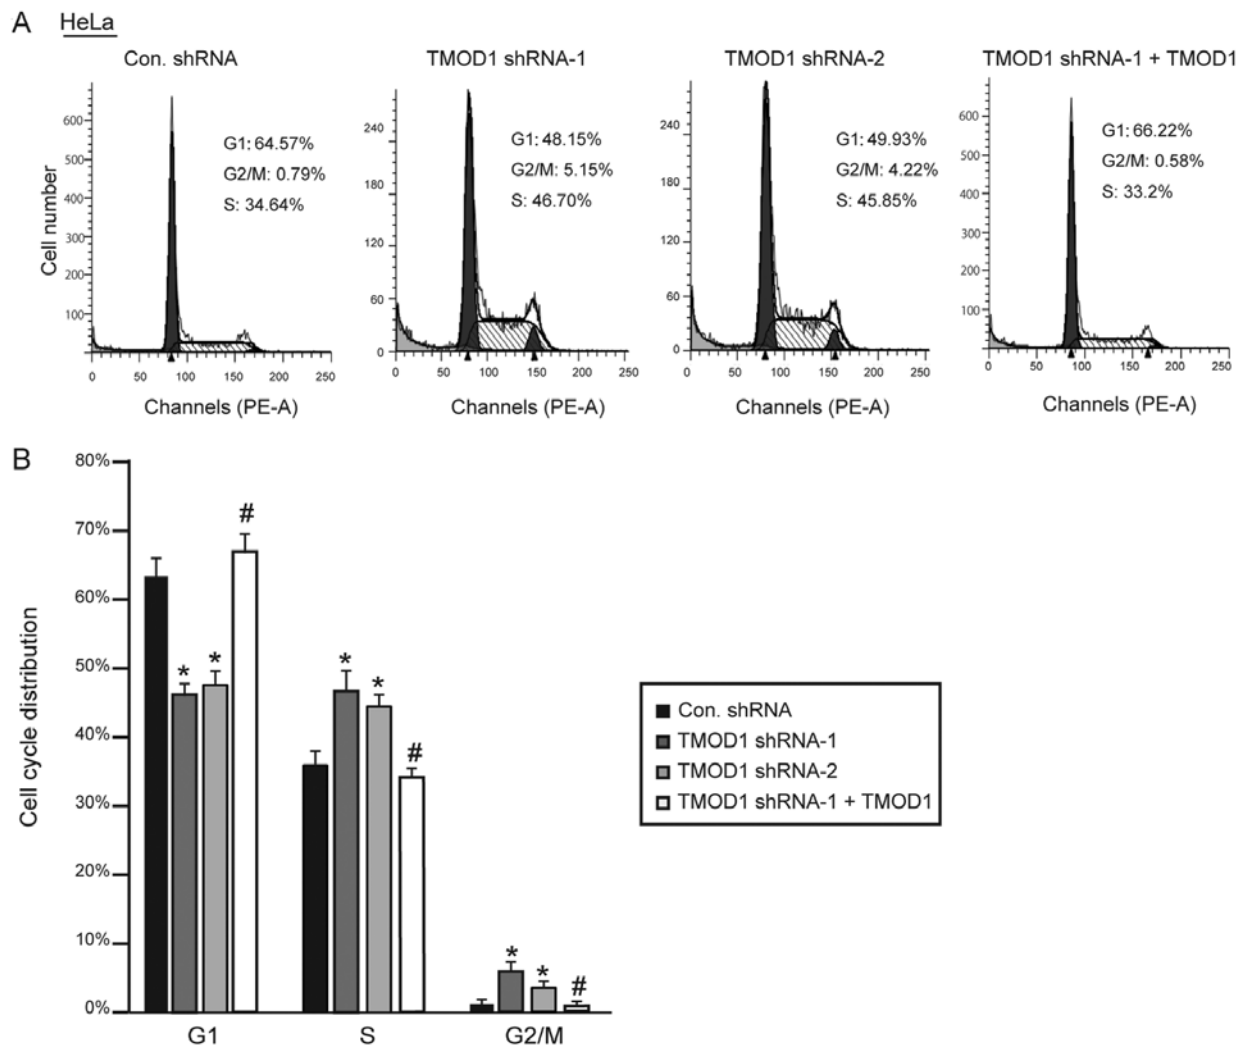 A HeLa
Con. shRNA
G1: 64.57%
G2/M: 0.79%
S: 34.64%
Cell number
600
500
400
300
200
100
0 50 100 150 200 250
Channels (PE-A)
TMOD1 shRNA-1
G1: 48.15%
G2/M: 5.15%
S: 46.70%
240
180
120
60
0
0 50 100 150 200 250
Channels (PE-A)
TMOD1 shRNA-2
G1: 49.93%
G2/M: 4.22%
S: 45.85%
240
180
120
60
0
0 50 100 150 200 250
Channels (PE-A)
TMOD1 shRNA-1 + TMOD1
G1: 66.22%
G2/M: 0.58%
S: 33.2%
600
500
400
300
200
100
0 50 100 150 200 250
Channels (PE-A)
B
Cell cycle distribution
80%
70%
60%
50%
40%
30%
20%
10%
0%
* * #
* * #
* * #
G1 S G2/M
Con. shRNA
TMOD1 shRNA-1
TMOD1 shRNA-2
TMOD1 shRNA-1 + TMOD1